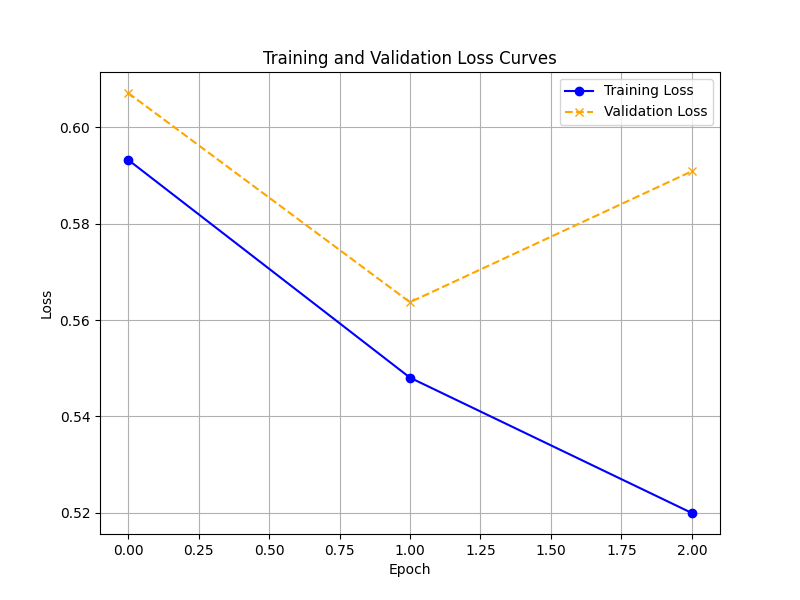 Training and Validation Loss Curves
Training Loss
Validation Loss
Loss
0.60
0.58
0.56
0.54
0.52
0.00 0.25 0.50 0.75 1.00 1.25 1.50 1.75 2.00
Epoch